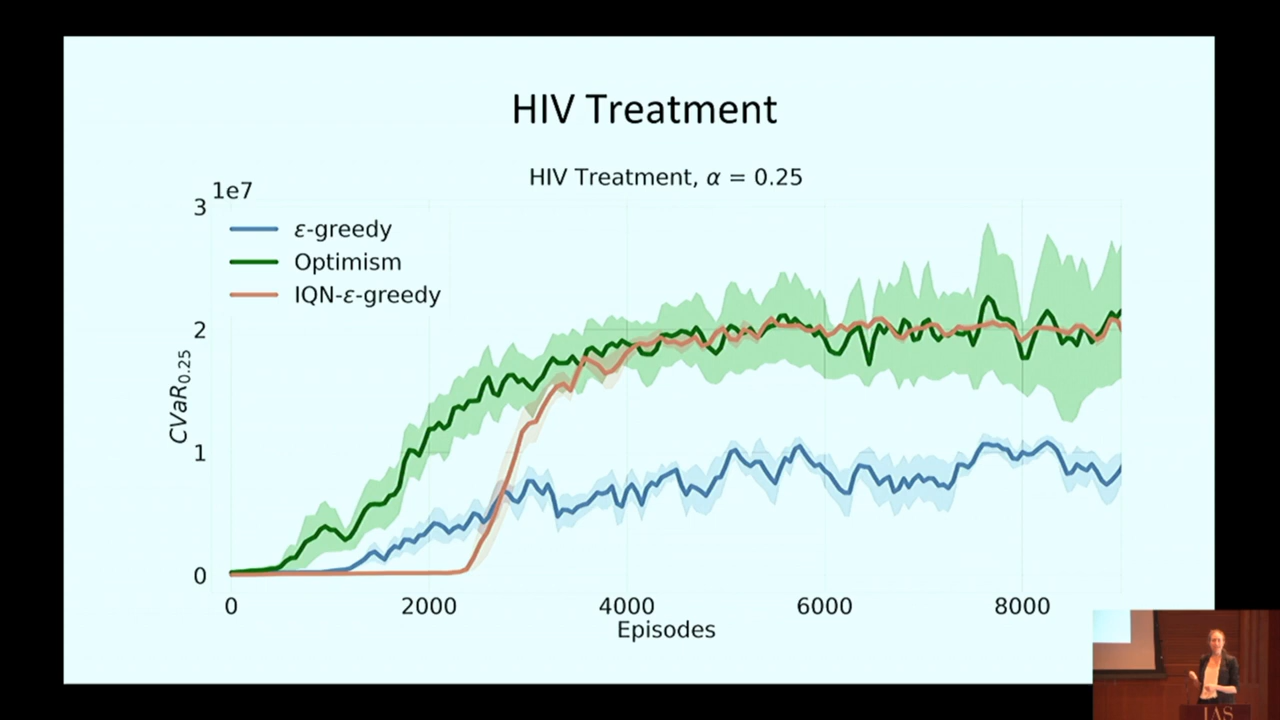 HIV Treatment
HIV Treatment, α = 0.25
1e7
3
2
1
0
ε-greedy
Optimism
IQN-ε-greedy
CVaR0.25
0 2000 4000 6000 8000
Episodes
IAS